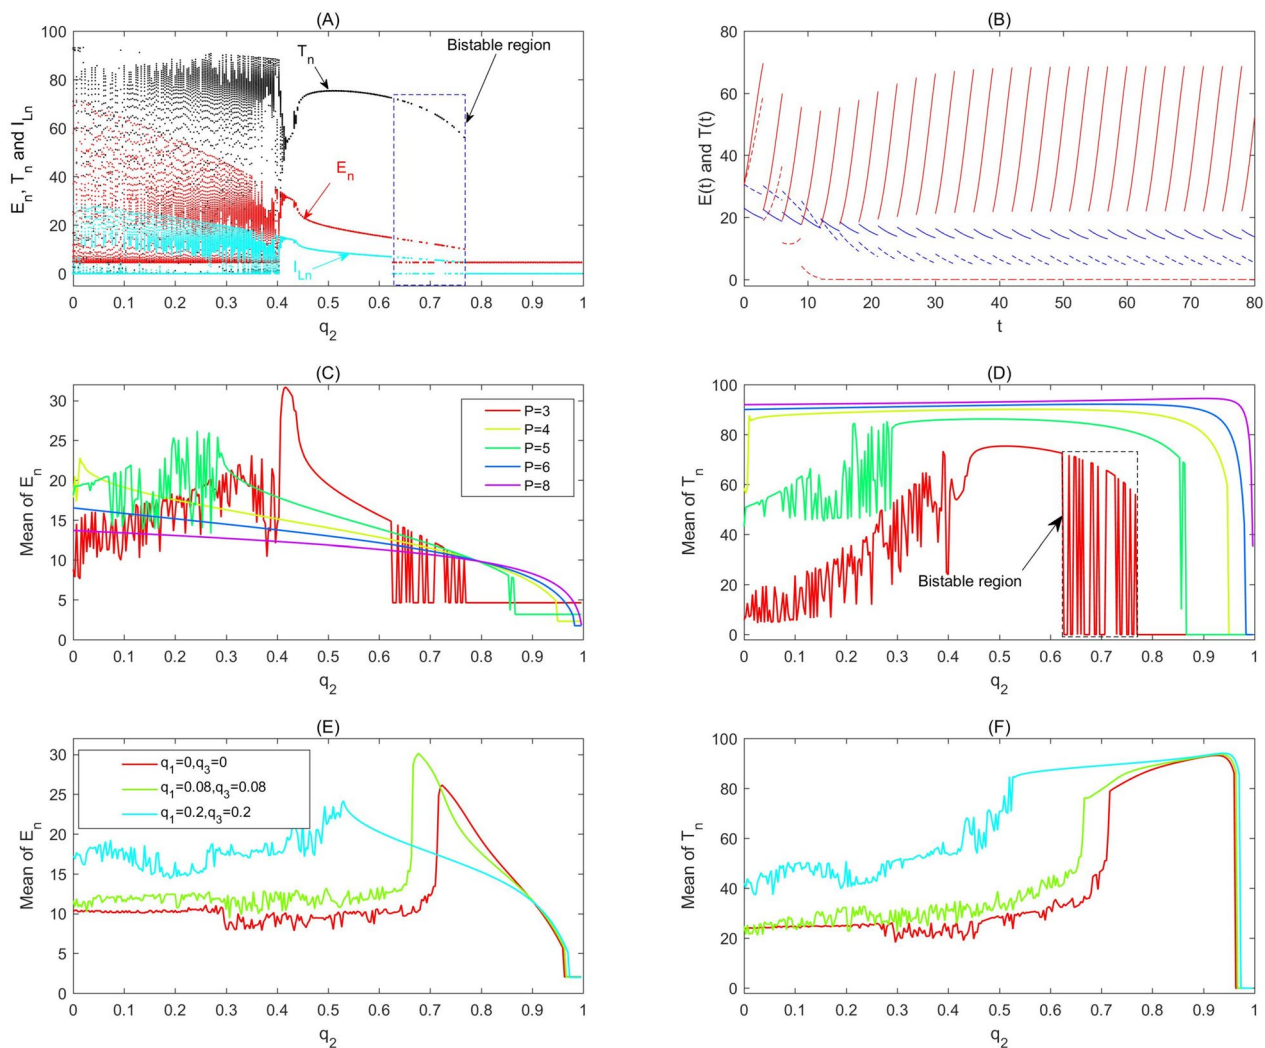 (A)
100
80
60
40
20
0
E_n, T_n and I_Ln
T_n
Bistable region
E_n
I_Ln
0 0.1 0.2 0.3 0.4 0.5 0.6 0.7 0.8 0.9 1
q_2
(B)
80
60
40
20
0
E(t) and T(t)
0 10 20 30 40 50 60 70 80
t
(C)
30
25
20
15
10
5
0
Mean of E_n
P=3
P=4
P=5
P=6
P=8
0 0.1 0.2 0.3 0.4 0.5 0.6 0.7 0.8 0.9 1
q_2
(D)
100
80
60
40
20
0
Mean of T_n
Bistable region
0 0.1 0.2 0.3 0.4 0.5 0.6 0.7 0.8 0.9 1
q_2
(E)
30
25
20
15
10
5
0
Mean of E_n
q_1=0,q_3=0
q_1=0.08,q_3=0.08
q_1=0.2,q_3=0.2
0 0.1 0.2 0.3 0.4 0.5 0.6 0.7 0.8 0.9 1
q_2
(F)
100
80
60
40
20
0
Mean of T_n
0 0.1 0.2 0.3 0.4 0.5 0.6 0.7 0.8 0.9 1
q_2